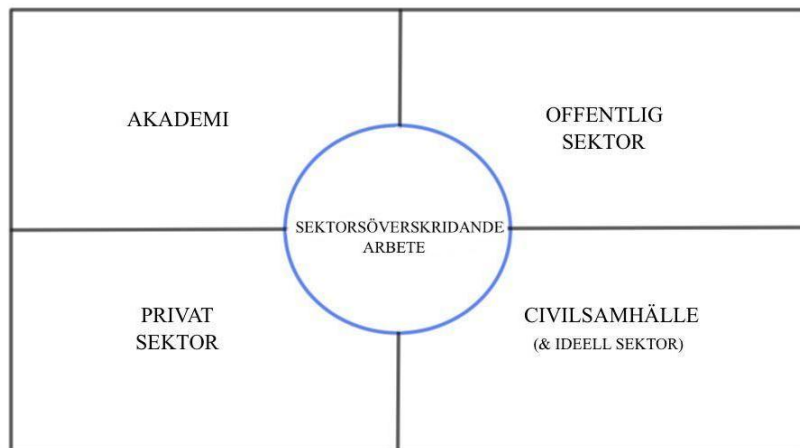 AKADEMI
OFFENTLIG
SEKTOR
SEKTORSÖVERSKRIDANDE
ARBETE
PRIVAT
SEKTOR
CIVILSAMHÄLLE
(& IDEELL SEKTOR)